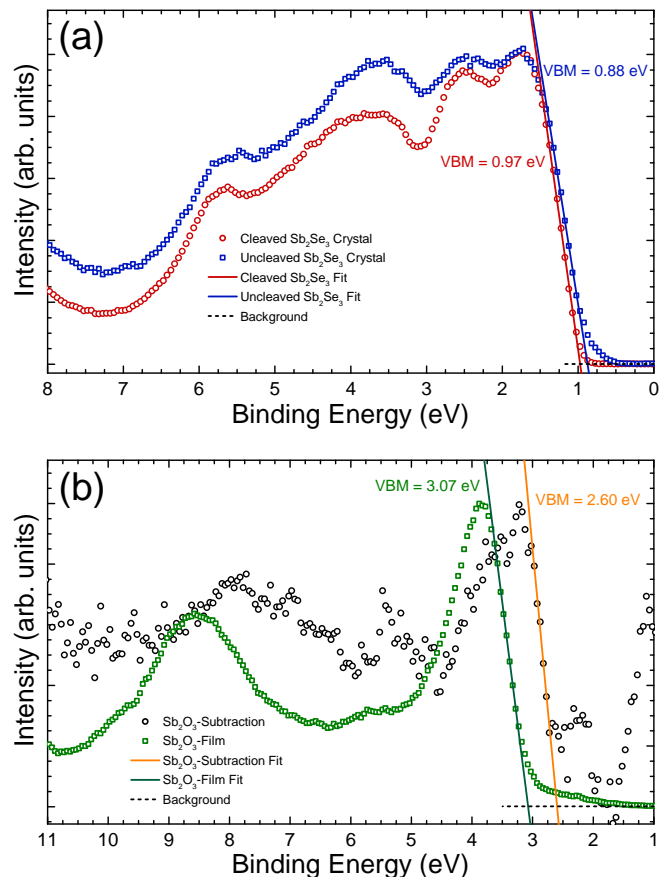 (a)
VBM = 0.88 eV
VBM = 0.97 eV
Intensity (arb. units)
Cleaved Sb₂Se₃ Crystal
Uncleaved Sb₂Se₃ Crystal
Cleaved Sb₂Se₃ Fit
Uncleaved Sb₂Se₃ Fit
Background
8 7 6 5 4 3 2 1 0
Binding Energy (eV)
(b)
VBM = 3.07 eV
VBM = 2.60 eV
Intensity (arb. units)
Sb₂O₃-Subtraction
Sb₂O₃-Film
Sb₂O₃-Subtraction Fit
Sb₂O₃-Film Fit
Background
11 10 9 8 7 6 5 4 3 2 1
Binding Energy (eV)